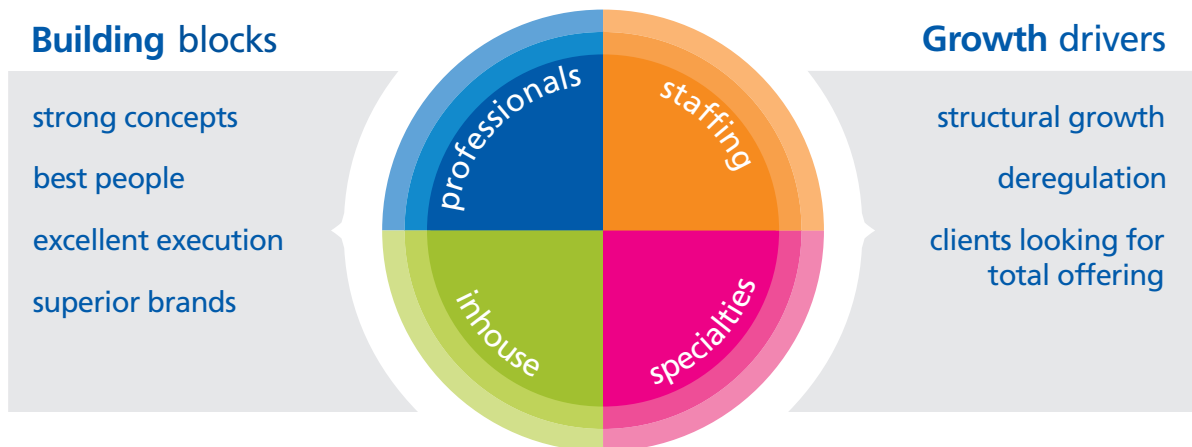 Building blocks
strong concepts
best people
excellent execution
superior brands
professionals
staffing
inhouse
specialties
Growth drivers
structural growth
deregulation
clients looking for
total offering